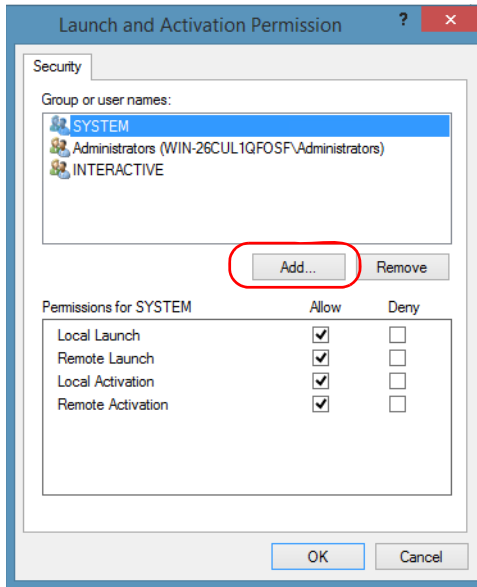 Launch and Activation Permission ? ×
Security
Group or user names:
SYSTEM
Administrators (WIN-26CUL1QFOSF\Administrators)
INTERACTIVE
Add... Remove
Permissions for SYSTEM Allow Deny
Local Launch
Remote Launch
Local Activation
Remote Activation
OK Cancel